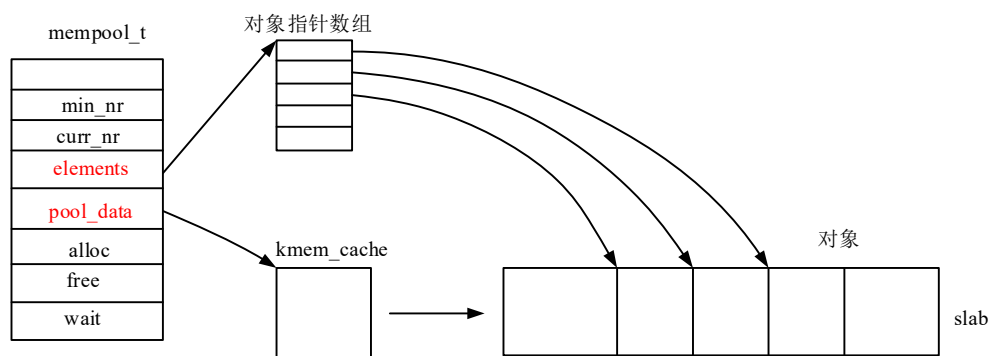 mempool_t
min_nr
curr_nr
elements
pool_data
alloc
free
wait
对象指针数组
kmem_cache
对象
slab